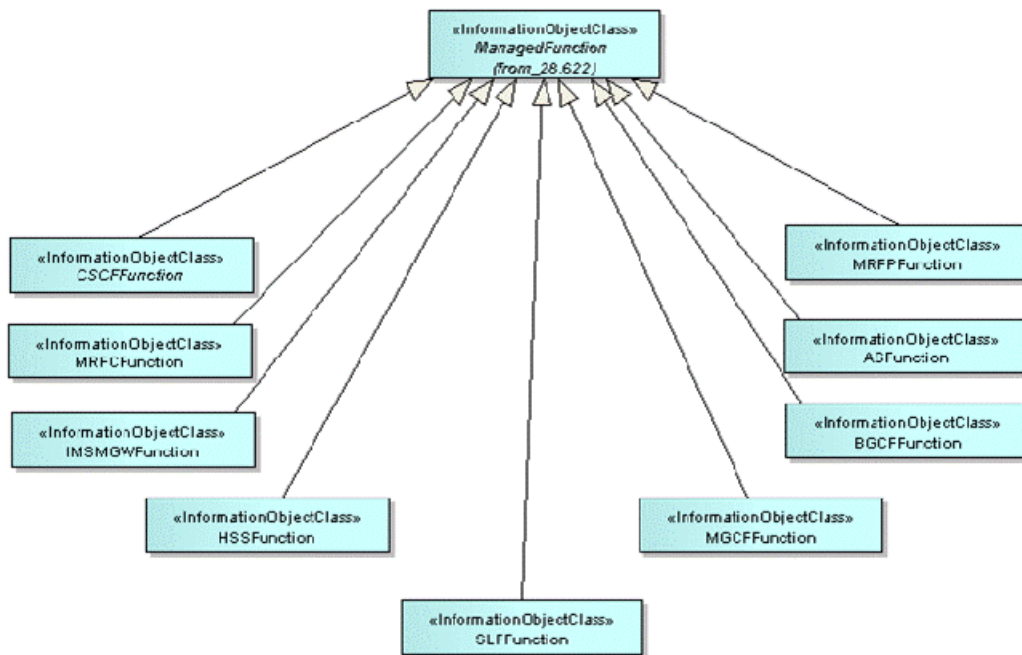 «InformationObjectClass»
ManagedFunction
(from_28.622)
«InformationObjectClass»
CSCFFunction
«InformationObjectClass»
MRFPFunction
«InformationObjectClass»
MRFCFunction
«InformationObjectClass»
ASFunction
«InformationObjectClass»
IMSMGWFunction
«InformationObjectClass»
BGCFFunction
«InformationObjectClass»
HSSFunction
«InformationObjectClass»
MGCFFunction
«InformationObjectClass»
SLFFunction